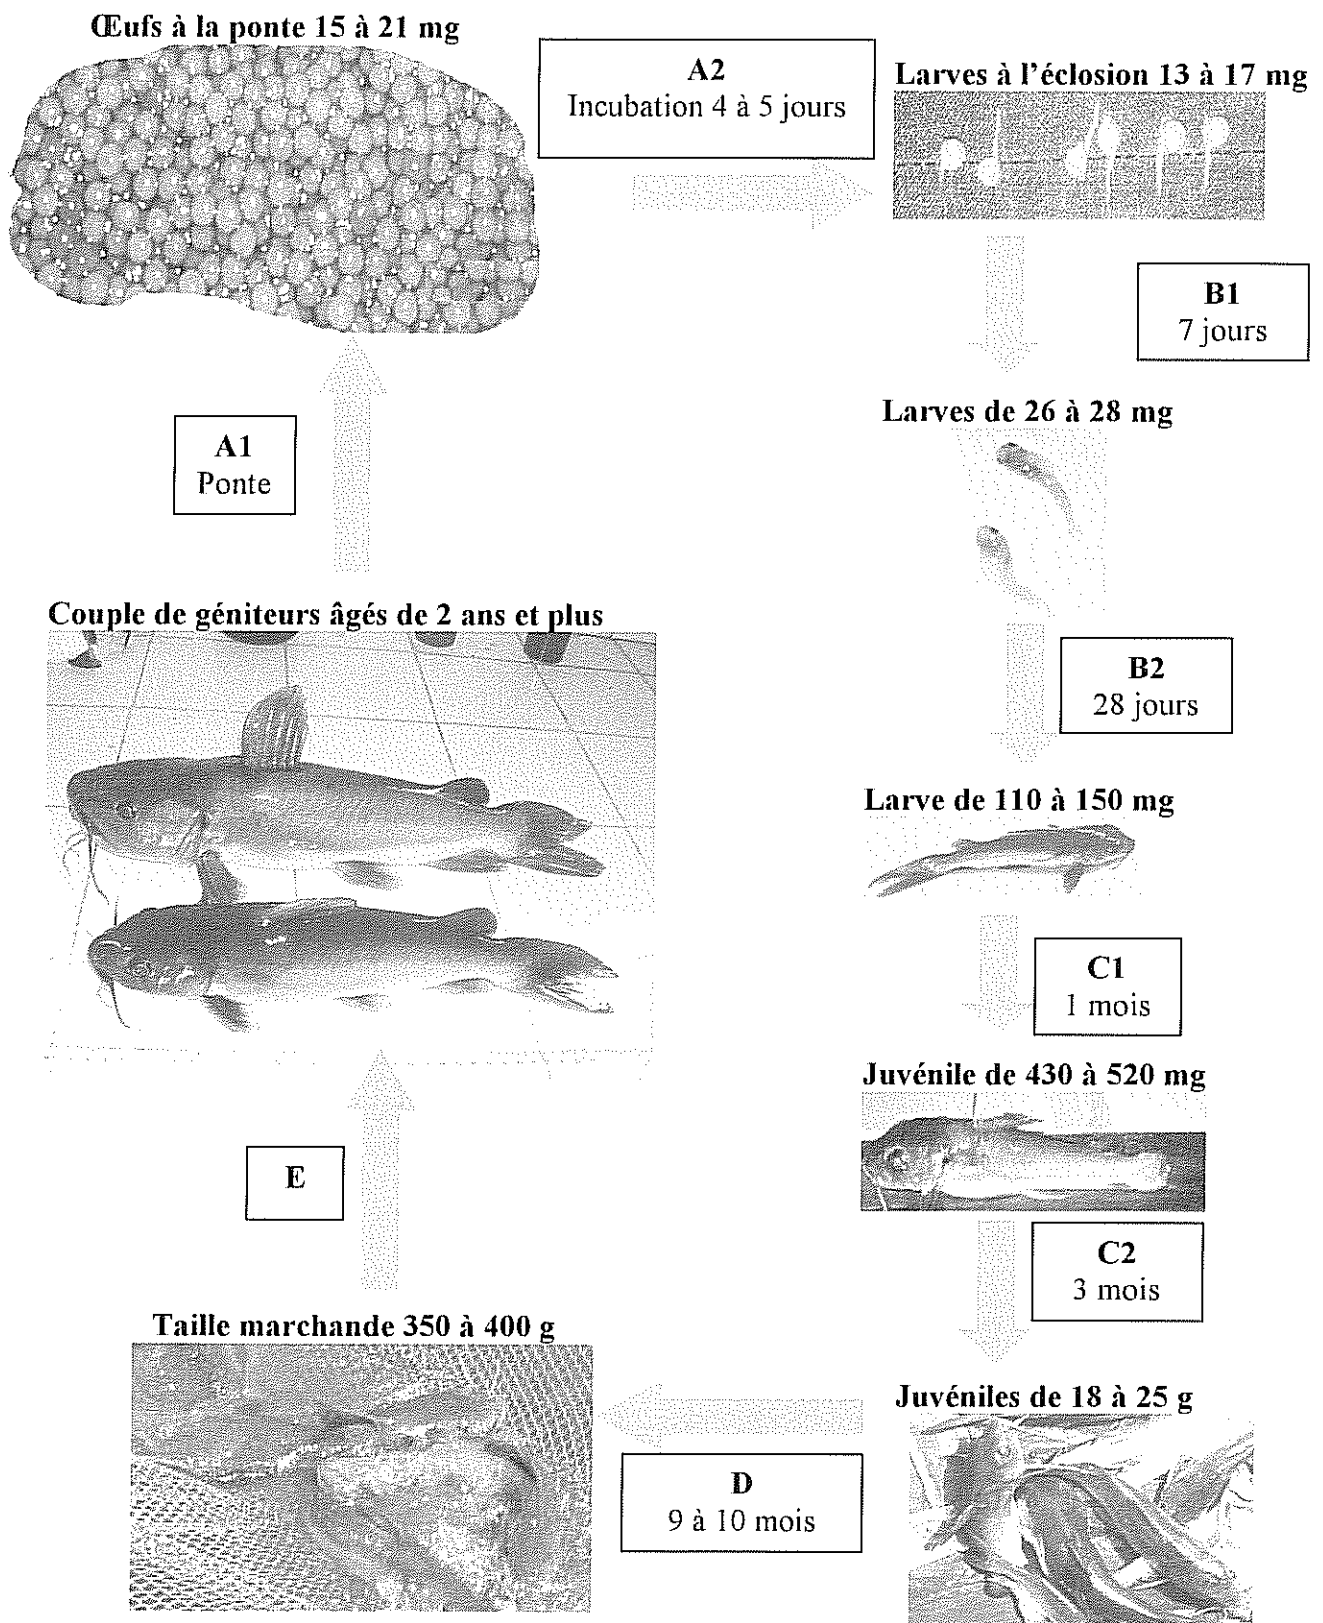 Œufs à la ponte 15 à 21 mg
A2
Incubation 4 à 5 jours
Larves à l'éclosion 13 à 17 mg
B1
7 jours
Larves de 26 à 28 mg
A1
Ponte
Couple de géniteurs âgés de 2 ans et plus
B2
28 jours
Larve de 110 à 150 mg
C1
1 mois
Juvénile de 430 à 520 mg
E
C2
3 mois
Taille marchande 350 à 400 g
Juvéniles de 18 à 25 g
D
9 à 10 mois